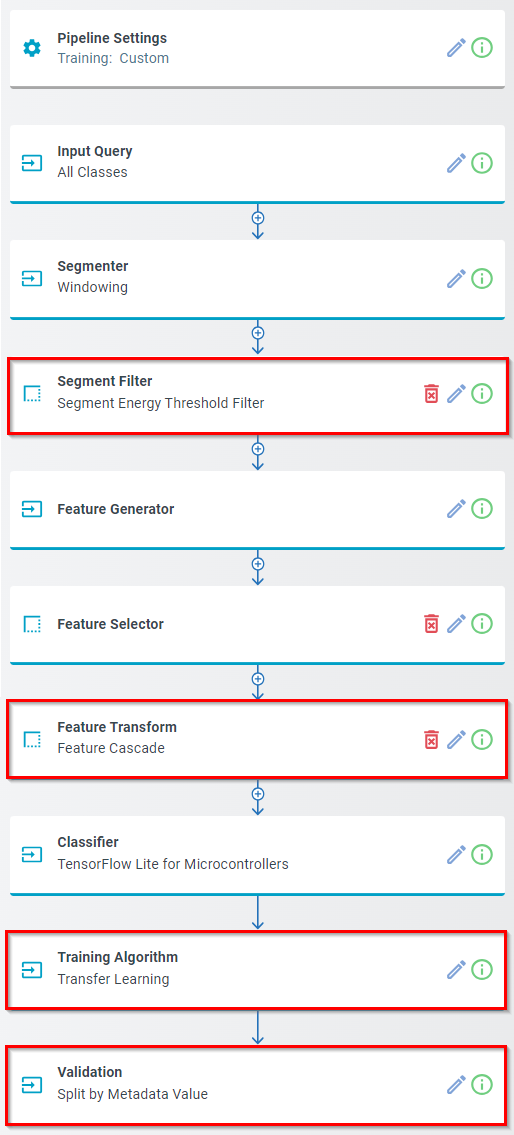 Pipeline Settings
Training:  Custom
Input Query
All Classes
Segmenter
Windowing
Segment Filter
Segment Energy Threshold Filter
Feature Generator
Feature Selector
Feature Transform
Feature Cascade
Classifier
TensorFlow Lite for Microcontrollers
Training Algorithm
Transfer Learning
Validation
Split by Metadata Value